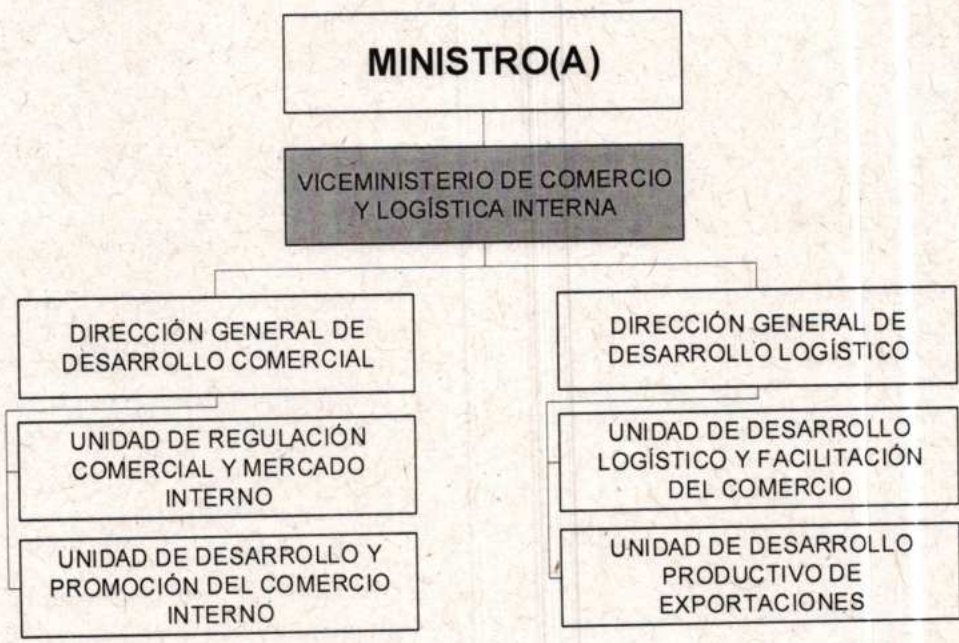 MINISTRO(A)
VICEMINISTERIO DE COMERCIO
Y LOGÍSTICA INTERNA
DIRECCIÓN GENERAL DE
DESARROLLO COMERCIAL
UNIDAD DE REGULACIÓN
COMERCIAL Y MERCADO
INTERNO
UNIDAD DE DESARROLLO Y
PROMOCIÓN DEL COMERCIO
INTERNO
DIRECCIÓN GENERAL DE
DESARROLLO LOGÍSTICO
UNIDAD DE DESARROLLO
LOGÍSTICO Y FACILITACIÓN
DEL COMERCIO
UNIDAD DE DESARROLLO
PRODUCTIVO DE
EXPORTACIONES